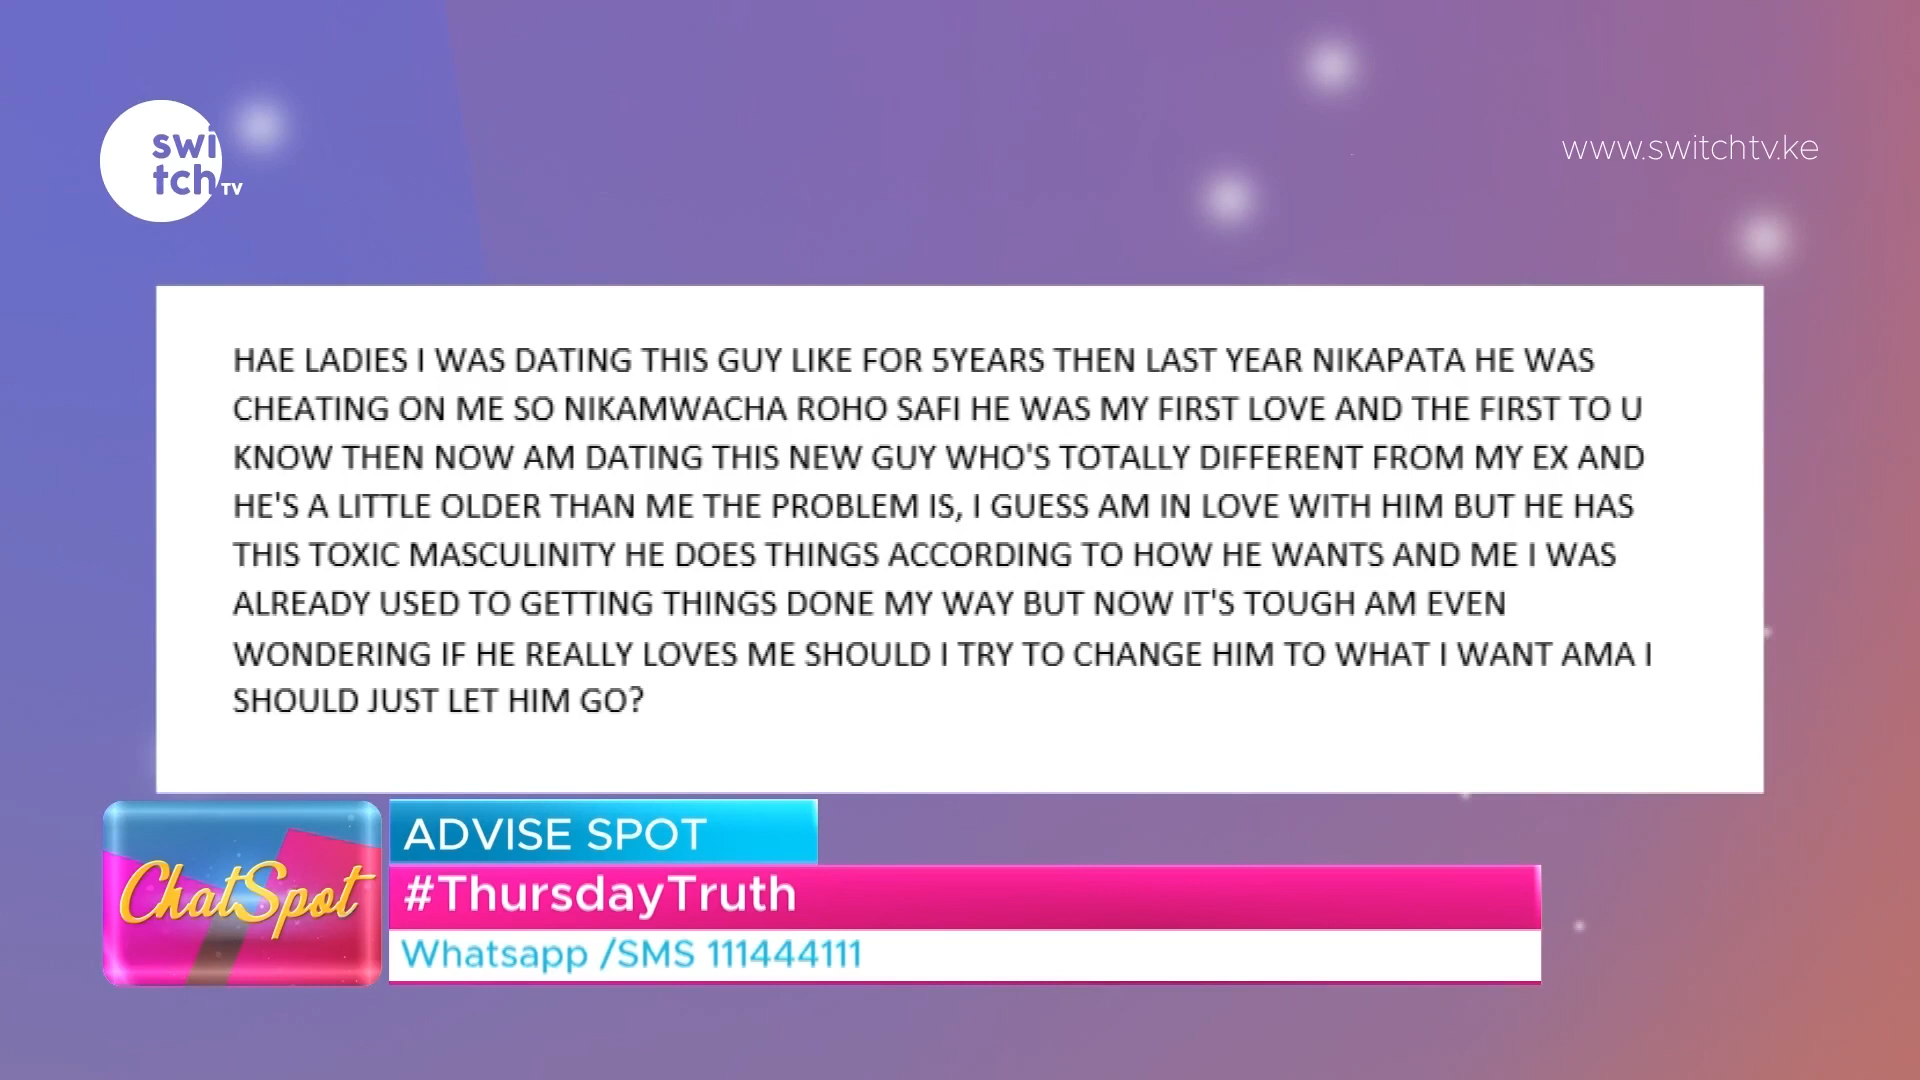 swi
tch TV
www.switchtv.ke
HAE LADIES I WAS DATING THIS GUY LIKE FOR 5YEARS THEN LAST YEAR NIKAPATA HE WAS
CHEATING ON ME SO NIKAMWACHA ROHO SAFI HE WAS MY FIRST LOVE AND THE FIRST TO U
KNOW THEN NOW AM DATING THIS NEW GUY WHO'S TOTALLY DIFFERENT FROM MY EX AND
HE'S A LITTLE OLDER THAN ME THE PROBLEM IS, I GUESS AM IN LOVE WITH HIM BUT HE HAS
THIS TOXIC MASCULINITY HE DOES THINGS ACCORDING TO HOW HE WANTS AND ME I WAS
ALREADY USED TO GETTING THINGS DONE MY WAY BUT NOW IT'S TOUGH AM EVEN
WONDERING IF HE REALLY LOVES ME SHOULD I TRY TO CHANGE HIM TO WHAT I WANT AMA I
SHOULD JUST LET HIM GO?
ChatSpot
ADVISE SPOT
#ThursdayTruth
Whatsapp /SMS 111444111